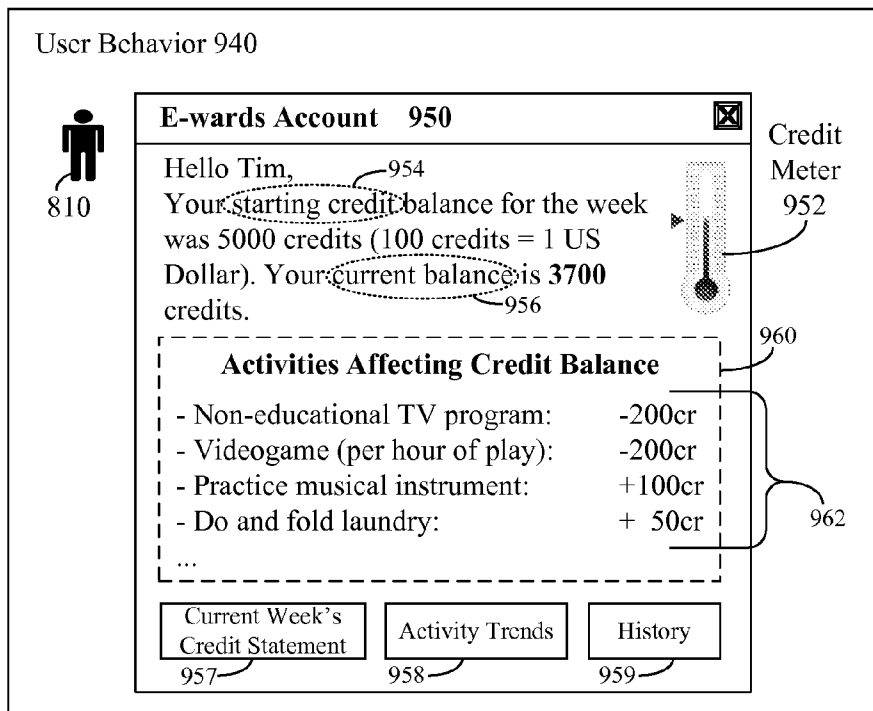 User Behavior 940
E-wards Account 950
Hello Tim,
954
Your starting credit balance for the week
was 5000 credits (100 credits = 1 US
Dollar). Your current balance is 3700
credits.
956
810
Credit
Meter
952
960
Activities Affecting Credit Balance
- Non-educational TV program: -200cr
- Videogame (per hour of play): -200cr
- Practice musical instrument: +100cr
- Do and fold laundry: + 50cr
...
962
Current Week's
Credit Statement
Activity Trends
History
957
958
959